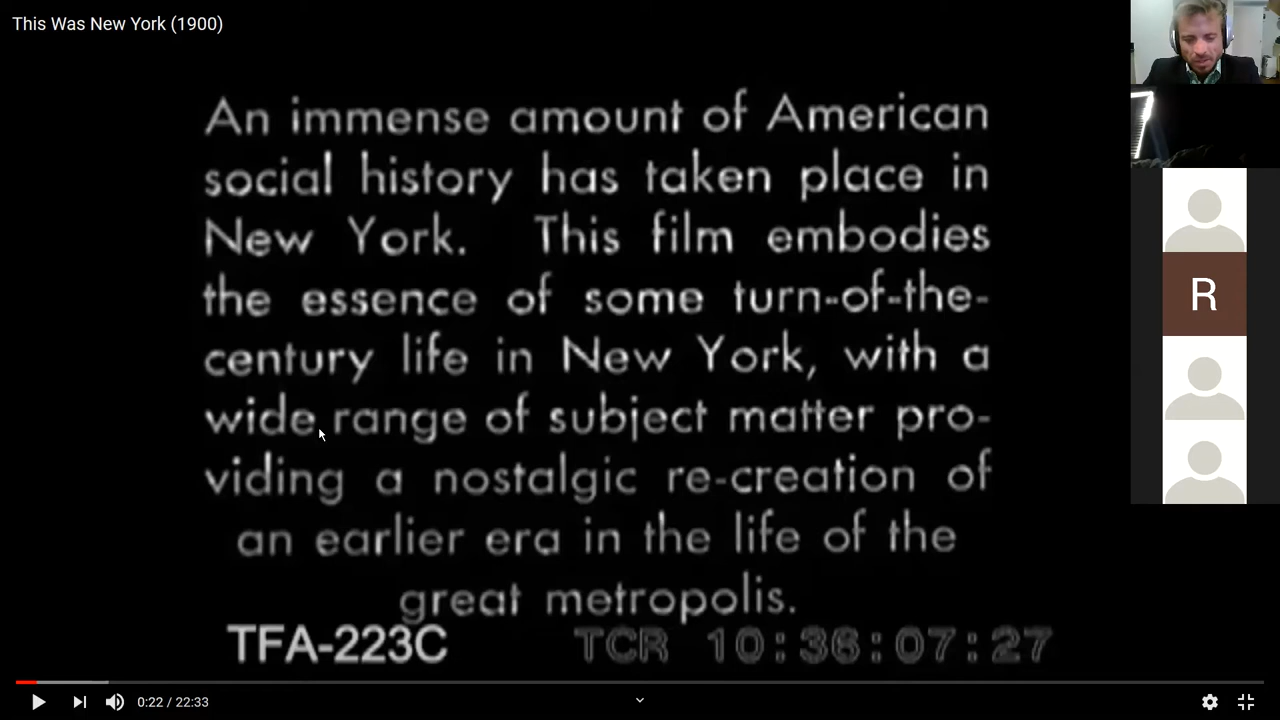 This Was New York (1900)
An immense amount of American
social history has taken place in
New York. This film embodies
the essence of some turn-of-the-
century life in New York, with a
wide range of subject matter pro-
viding a nostalgic re-creation of
an earlier era in the life of the
great metropolis.
TFA-223C TCR 10:36:07:27
0:22 / 22:33
R